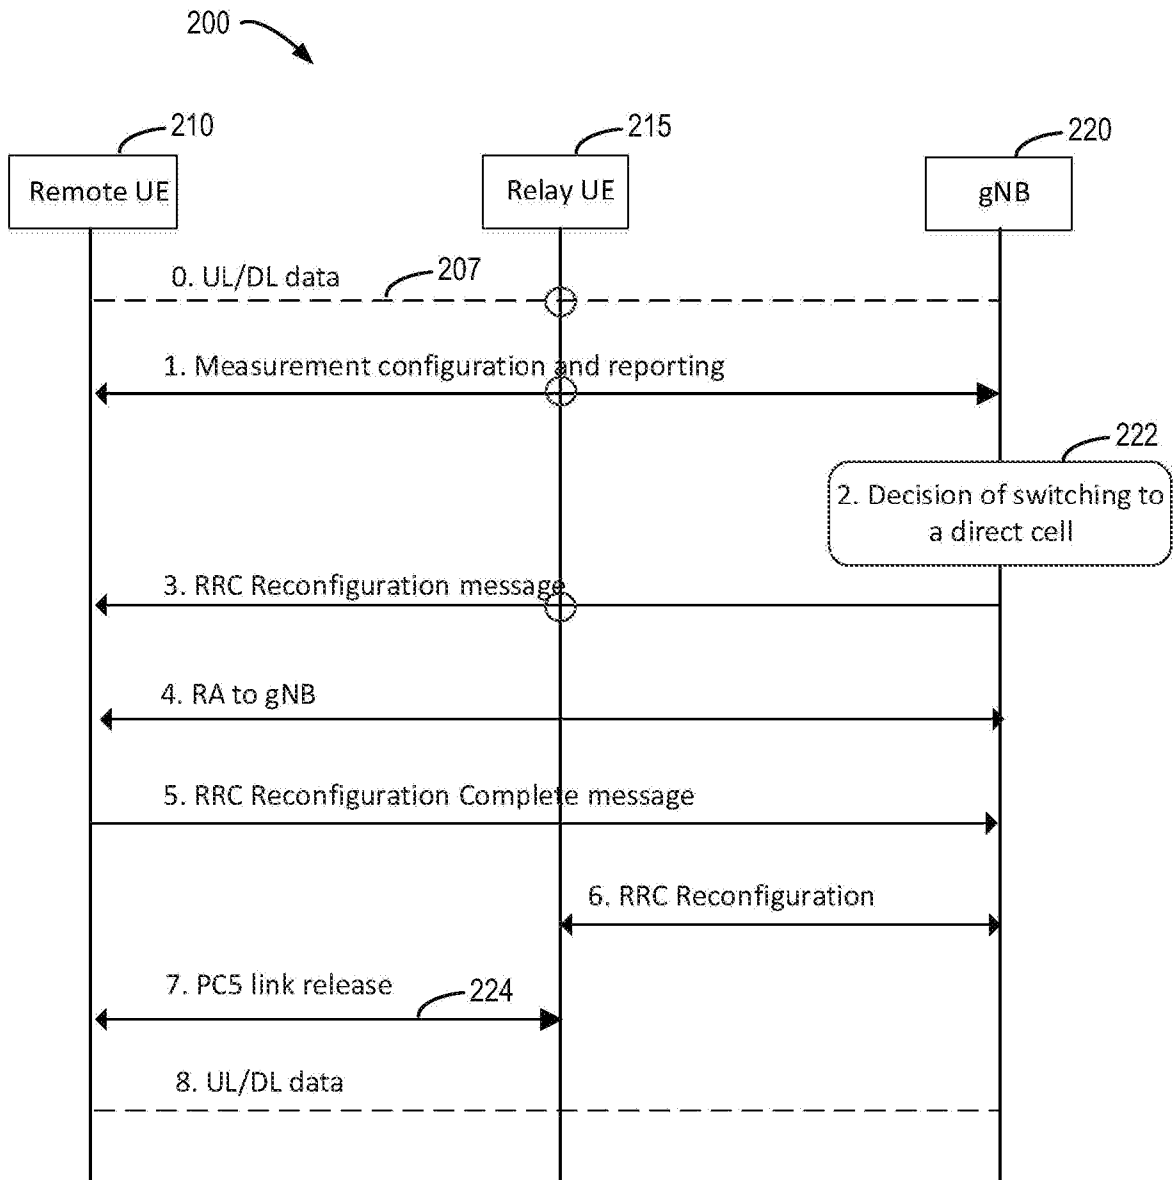 200
210
215
220
Remote UE
Relay UE
gNB
0. UL/DL data
207
1. Measurement configuration and reporting
222
2. Decision of switching to
a direct cell
3. RRC Reconfiguration message
4. RA to gNB
5. RRC Reconfiguration Complete message
6. RRC Reconfiguration
7. PC5 link release
224
8. UL/DL data